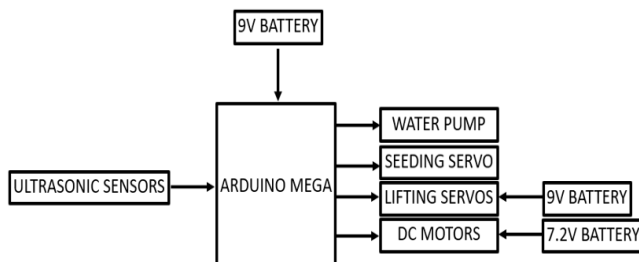 9V BATTERY
WATER PUMP
SEEDING SERVO
ULTRASONIC SENSORS
ARDUINO MEGA
LIFTING SERVOS
9V BATTERY
DC MOTORS
7.2V BATTERY